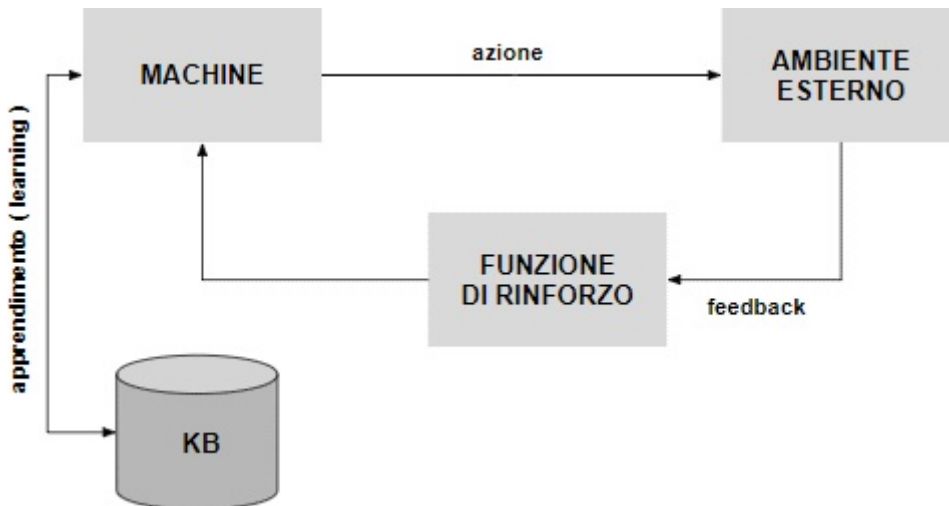 MACHINE
azione
AMBIENTE
ESTERNO
apprendimento ( learning )
FUNZIONE
DI RINFORZO
feedback
KB